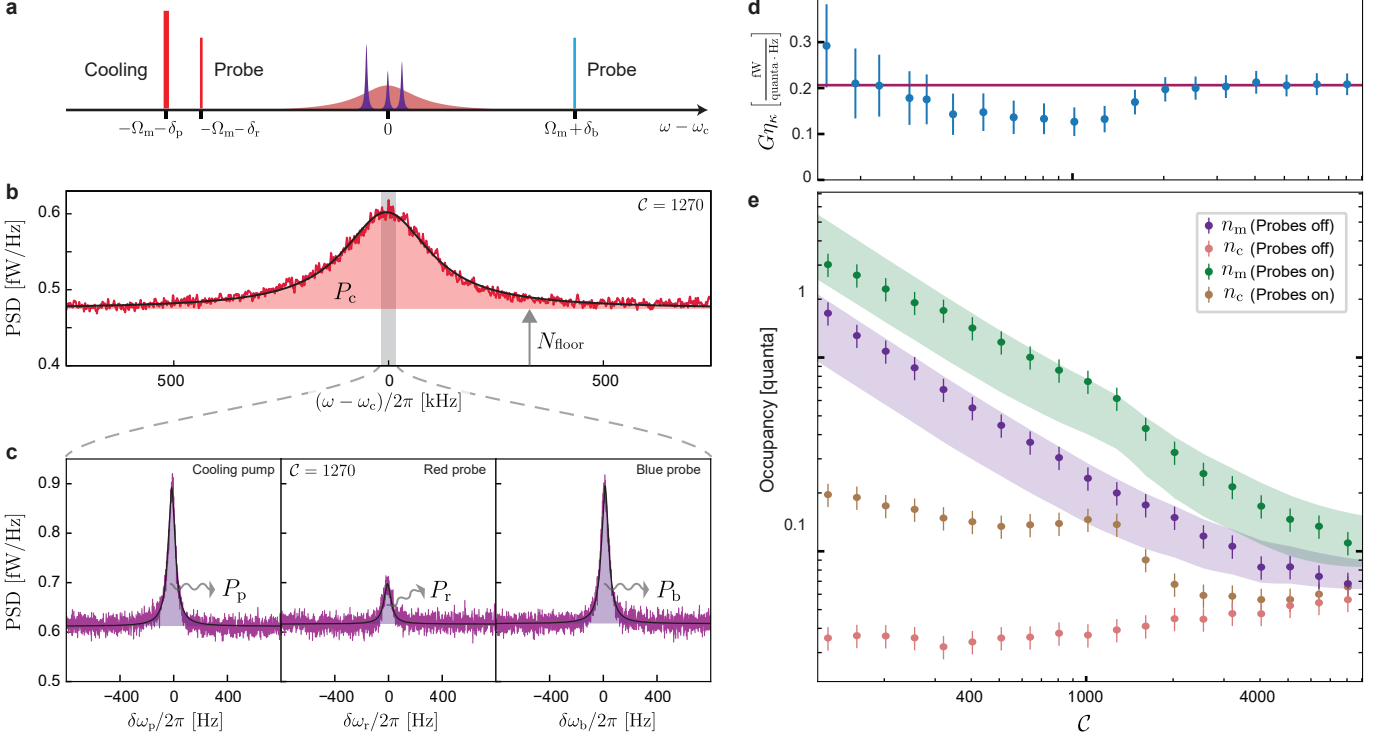 a
Cooling
Probe
Probe
−Ωm−δp
−Ωm−δr
0
Ωm+δb
ω − ωc
b
PSD [fW/Hz]
0.6
0.5
0.4
𝒞 = 1270
Pc
Nfloor
500
0
500
(ω − ωc)/2π [kHz]
c
PSD [fW/Hz]
0.9
0.8
0.7
0.6
0.5
Cooling pump
Pp
𝒞 = 1270
Red probe
Pr
Blue probe
Pb
−400
0
400
−400
0
400
−400
0
400
δωp/2π [Hz]
δωr/2π [Hz]
δωb/2π [Hz]
d
Gηκ [fW/quanta · Hz]
0.3
0.2
0.1
0
e
Occupancy [quanta]
1
0.1
nm (Probes off)
nc (Probes off)
nm (Probes on)
nc (Probes on)
400
1000
4000
𝒞